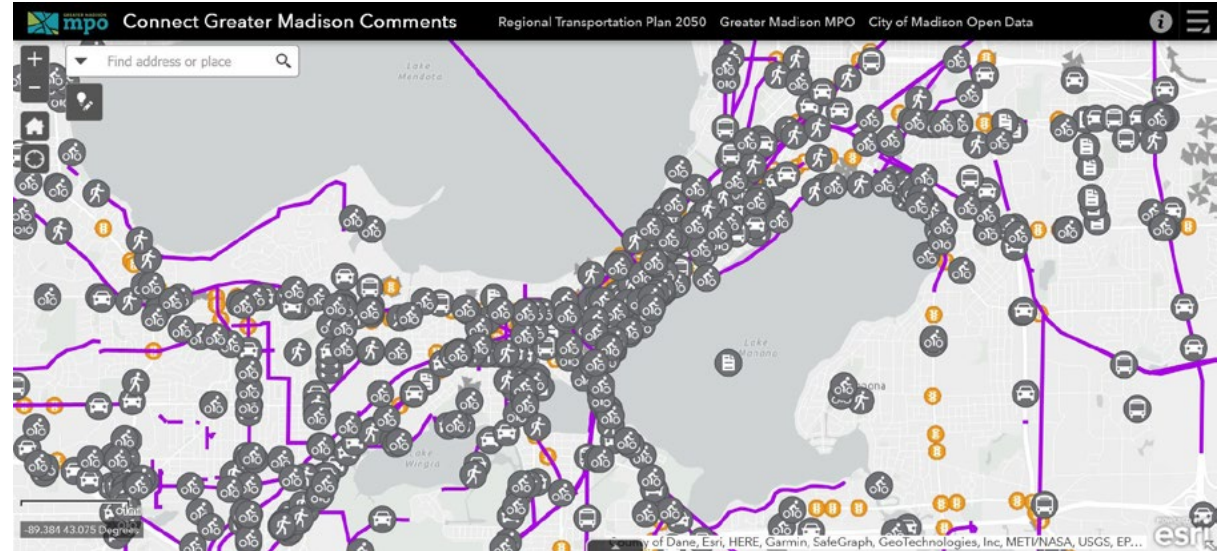 GREATER MADISON
mpo
Connect Greater Madison Comments
Regional Transportation Plan 2050 Greater Madison MPO City of Madison Open Data
Find address or place
Lake
Mendota
Lake
Monona
Lake
Wingra
-89.384 43.075 Degrees
County of Dane, Esri, HERE, Garmin, SafeGraph, GeoTechnologies, Inc, METI/NASA, USGS, EP...
esri